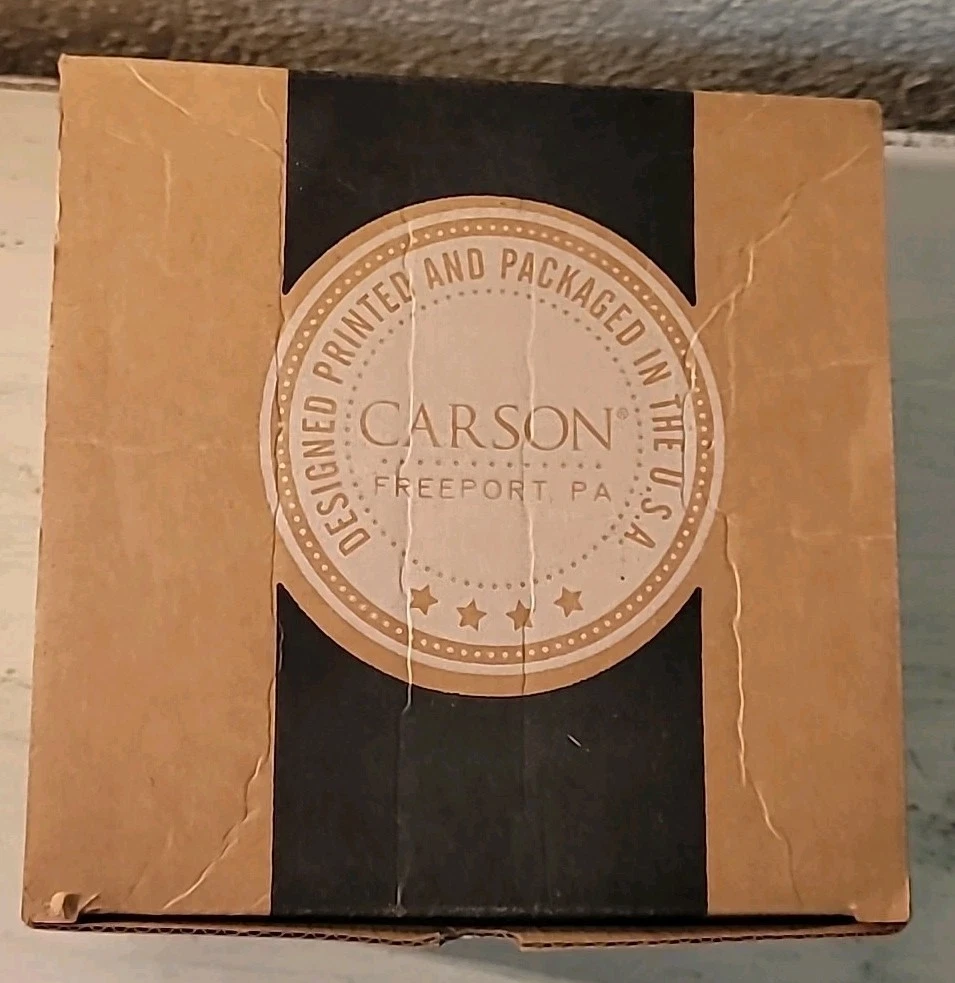 DESIGNED PRINTED AND PACKAGED IN THE U.S.A
CARSON®
FREEPORT, PA